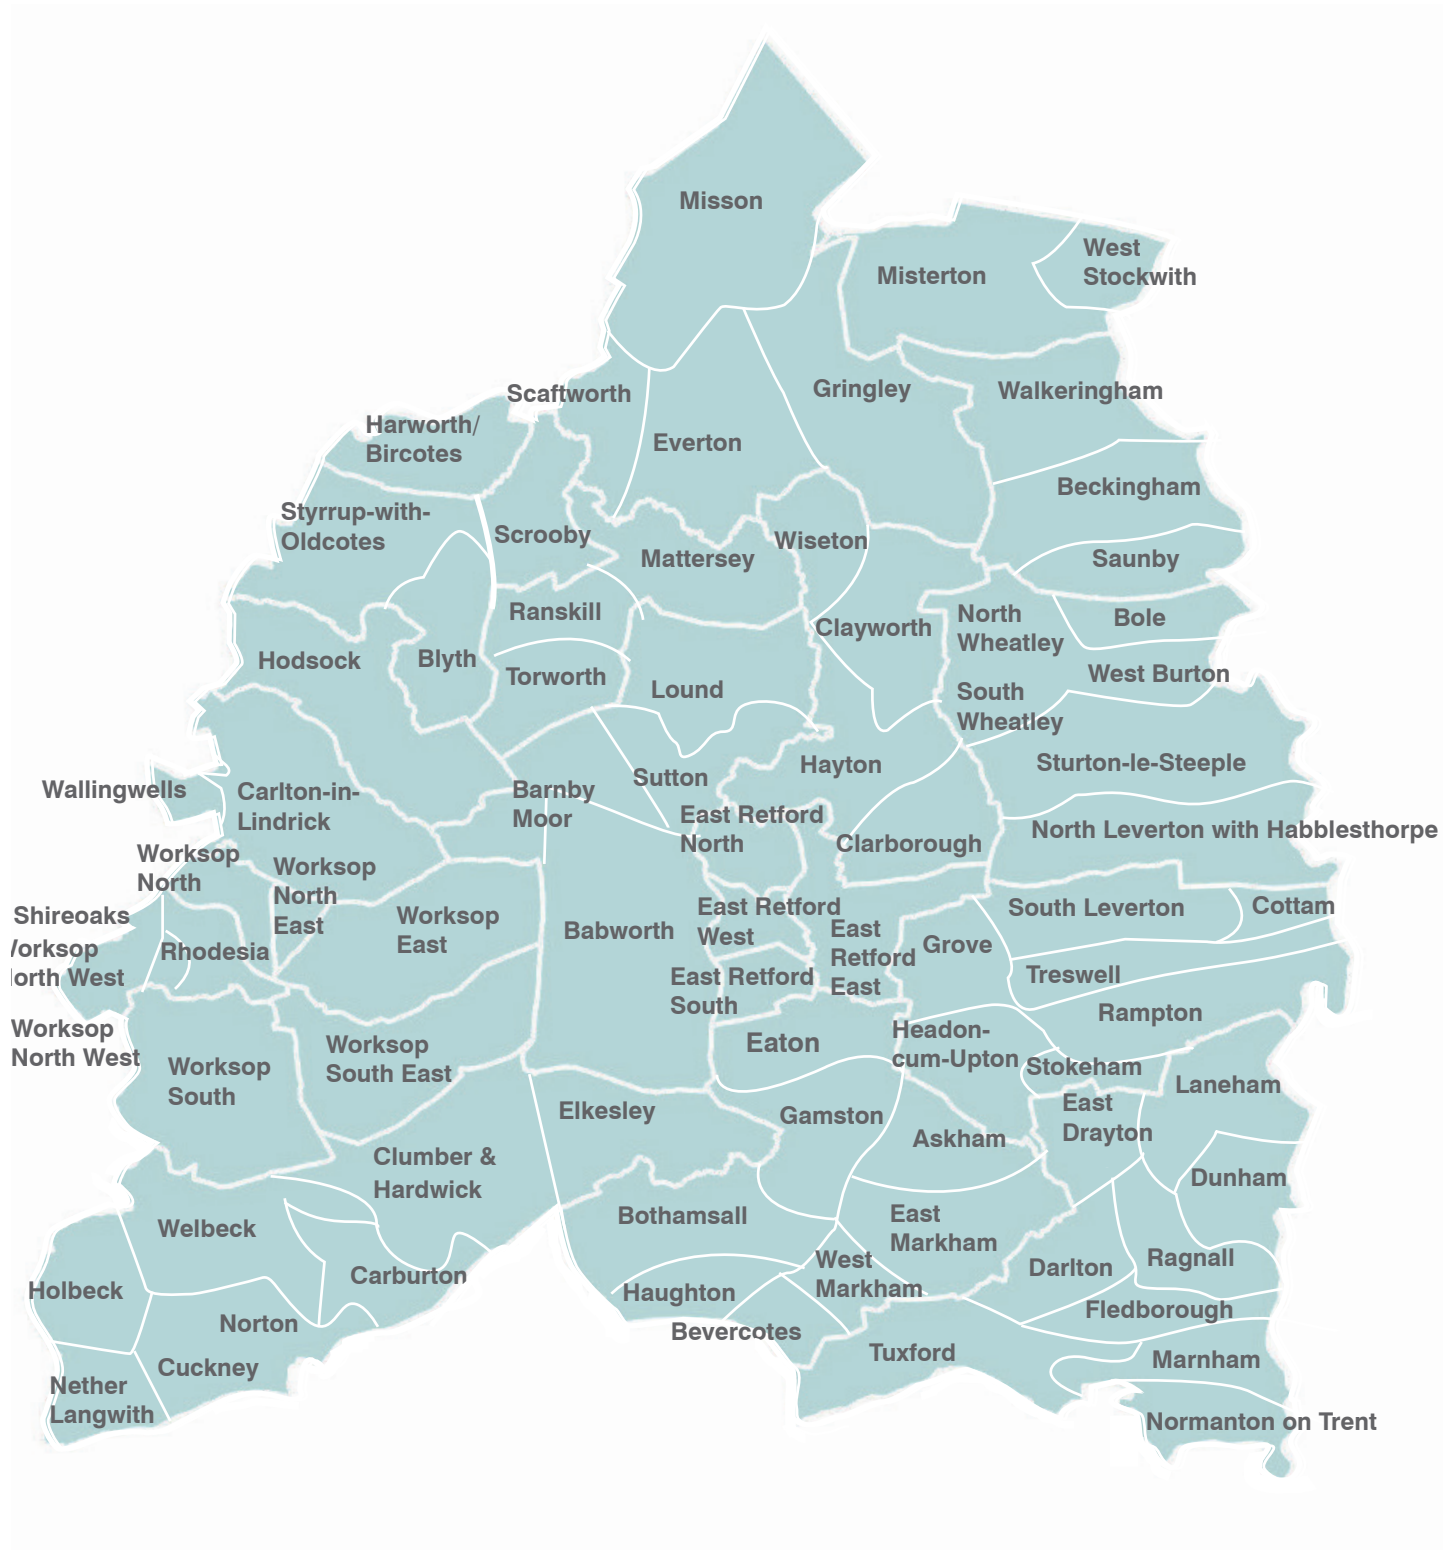 Misson
West
Stockwith
Misterton
Scaftworth
Gringley
Walkeringham
Harworth/
Bircotes
Everton
Beckingham
Styrrup-with-
Oldcotes
Scrooby
Mattersey
Wiseton
Saunby
Ranskill
Clayworth
North
Wheatley
Bole
Hodsock
Blyth
Torworth
Lound
South
Wheatley
West Burton
Wallingwells
Carlton-in-
Lindrick
Barnby
Moor
Sutton
Hayton
Sturton-le-Steeple
East Retford
North
Clarborough
North Leverton with Habblesthorpe
Worksop
North
Worksop
North
East
Shireoaks
Worksop
East
Babworth
East Retford
West
East
Retford
East
Grove
South Leverton
Cottam
orksop
orth West
Rhodesia
East Retford
South
Treswell
Rampton
Worksop
North West
Worksop
South
Worksop
South East
Eaton
Headon-
cum-Upton
Stokeham
Laneham
Elkesley
Gamston
Askham
East
Drayton
Clumber &
Hardwick
Dunham
Welbeck
Bothamsall
East
Markham
Holbeck
Carburton
Haughton
West
Markham
Darlton
Ragnall
Norton
Bevercotes
Fledborough
Cuckney
Tuxford
Marnham
Nether
Langwith
Normanton on Trent